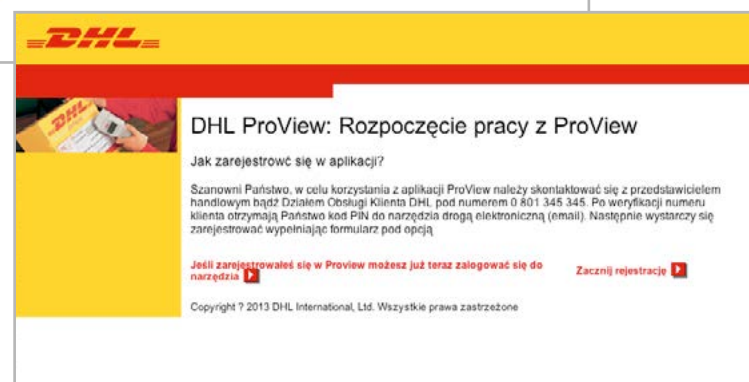 DHL
DHL
DHL ProView: Rozpoczęcie pracy z ProView
Jak zarejestrowć się w aplikacji?
Szanowni Państwo, w celu korzystania z aplikacji ProView należy skontaktować się z przedstawicielem
handlowym bądź Działem Obsługi Klienta DHL pod numerem 0 801 345 345. Po weryfikacji numeru
klienta otrzymają Państwo kod PIN do narzędzia drogą elektroniczną (email). Następnie wystarczy się
zarejestrować wypełniając formularz pod opcją
Jeśli zarejestrowałeś się w Proview możesz już teraz zalogować się do
narzędzia
Zacznij rejestrację
Copyright ? 2013 DHL International, Ltd. Wszystkie prawa zastrzeżone